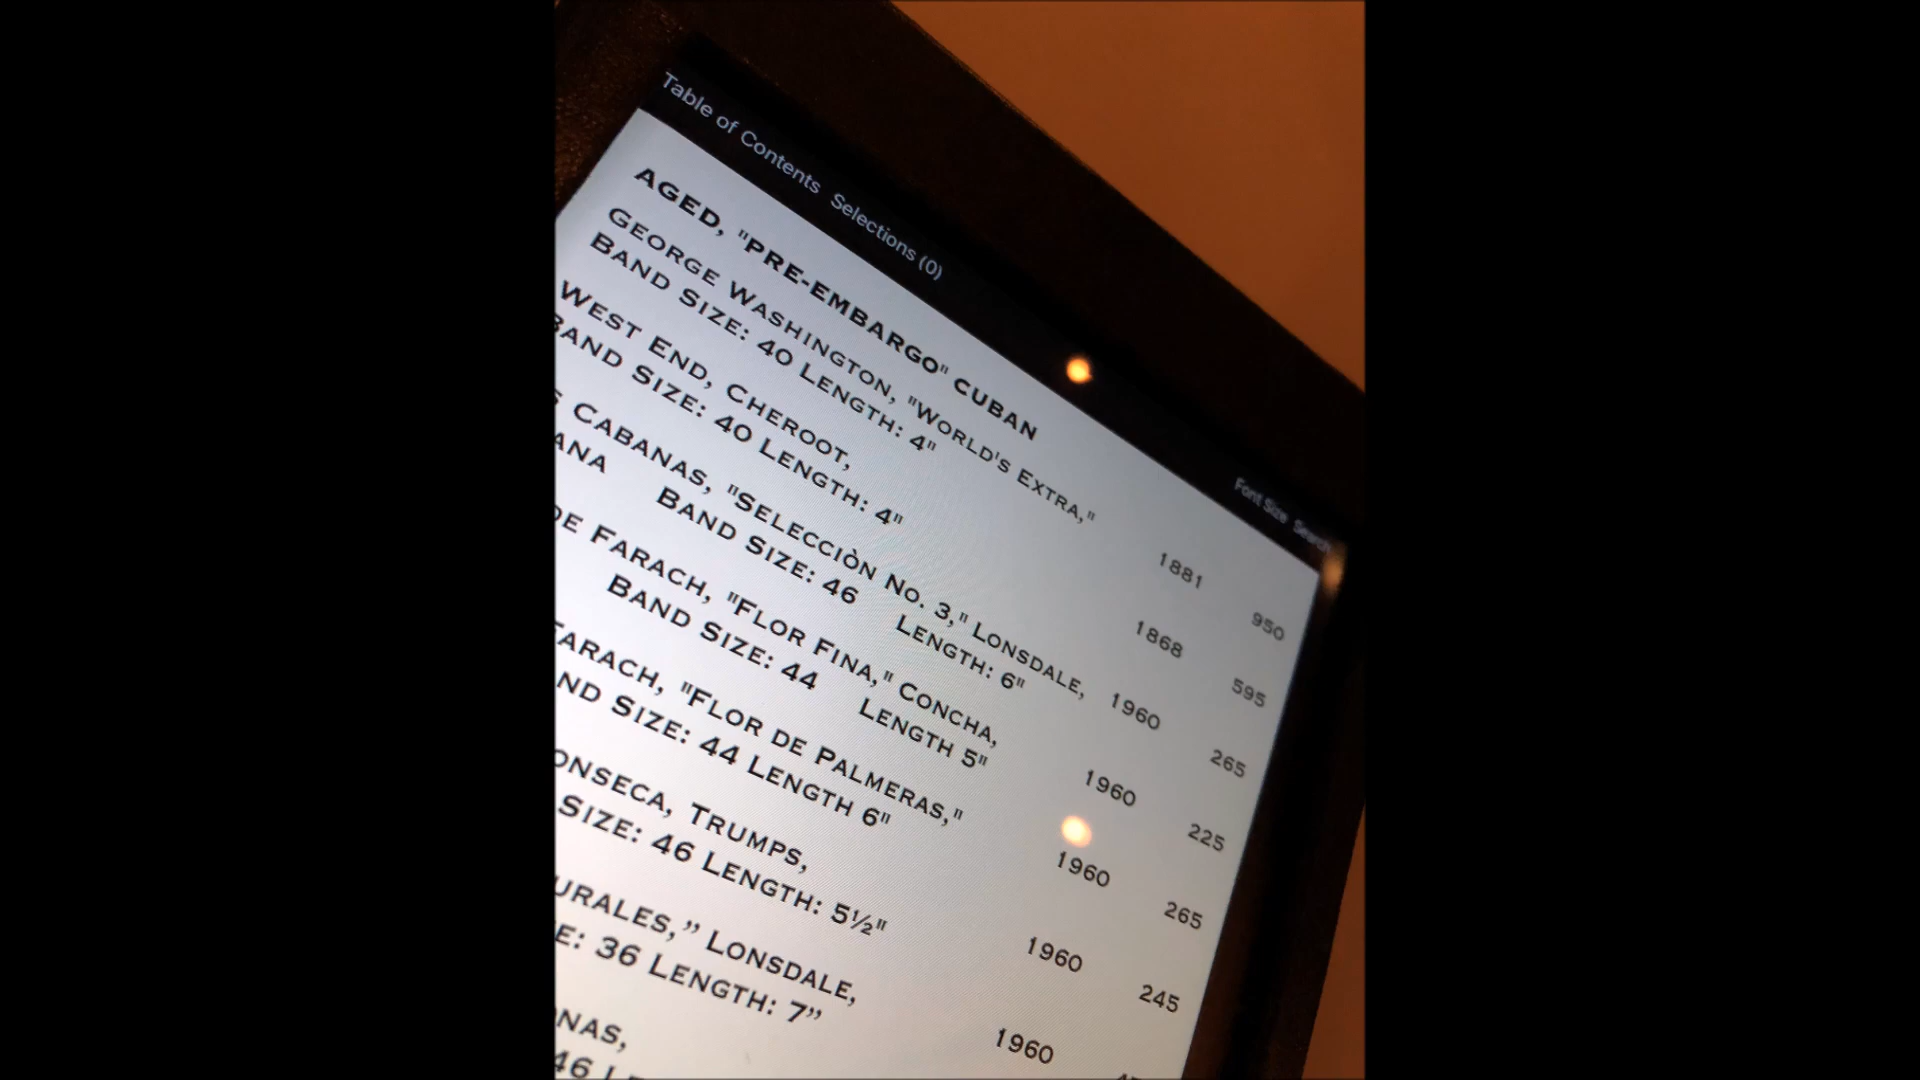 Table of Contents Selections (0) Font Size Search
AGED, "PRE-EMBARGO" CUBAN
GEORGE WASHINGTON, "WORLD'S EXTRA," 1881 950
BAND SIZE: 40 LENGTH: 4"
WEST END, CHEROOT, 1868 595
BAND SIZE: 40 LENGTH: 4"
CABANAS, "SELECCIÒN NO. 3," LONSDALE, 1960 265
BAND SIZE: 46 LENGTH: 6"
DE FARACH, "FLOR FINA," CONCHA, 1960 225
BAND SIZE: 44 LENGTH 5"
FARACH, "FLOR DE PALMERAS," 1960 265
SIZE: 44 LENGTH 6"
TRUMPS, 1960 245
SIZE: 46 LENGTH: 5½"
LONSDALE, 1960
36 LENGTH: 7”
46